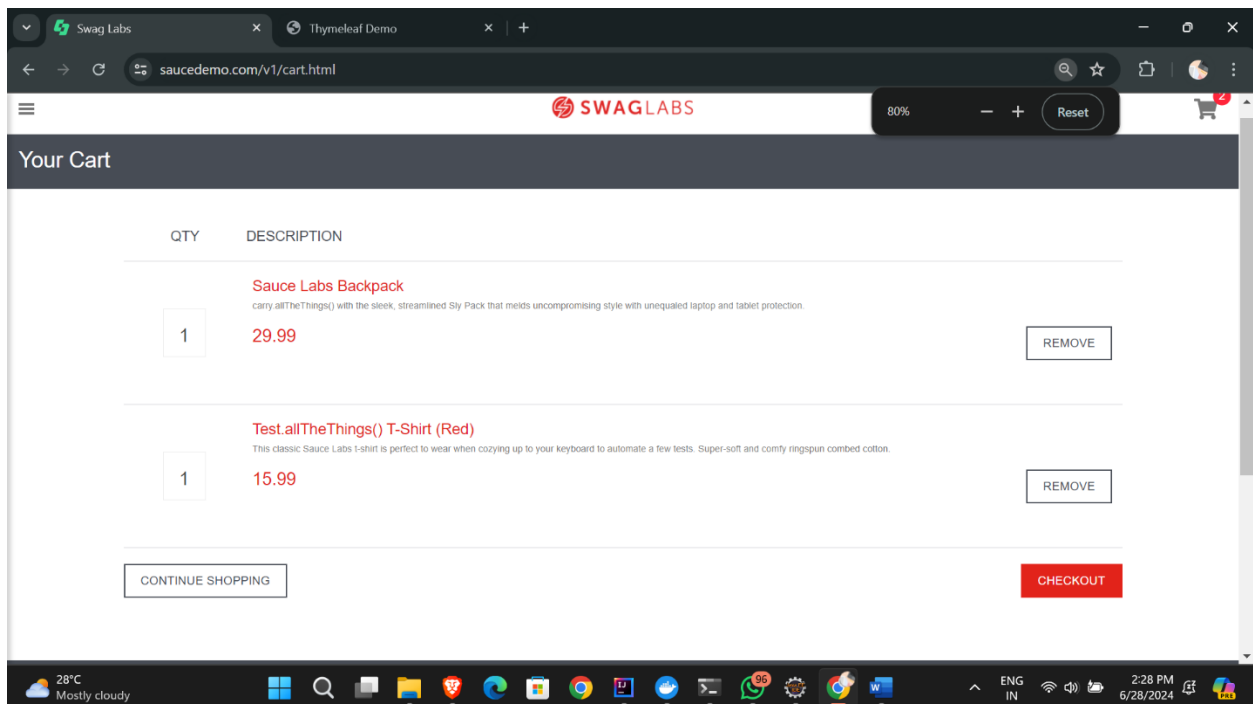 Swag Labs
Thymeleaf Demo
saucedemo.com/v1/cart.html
SWAGLABS
80%
Reset
2
Your Cart
QTY DESCRIPTION
Sauce Labs Backpack
carry.allTheThings() with the sleek, streamlined Sly Pack that melds uncompromising style with unequaled laptop and tablet protection.
1 29.99
REMOVE
Test.allTheThings() T-Shirt (Red)
This classic Sauce Labs t-shirt is perfect to wear when cozying up to your keyboard to automate a few tests. Super-soft and comfy ringspun combed cotton.
1 15.99
REMOVE
CONTINUE SHOPPING
CHECKOUT
28°C
Mostly cloudy
96
ENG
IN
2:28 PM
6/28/2024
PRE